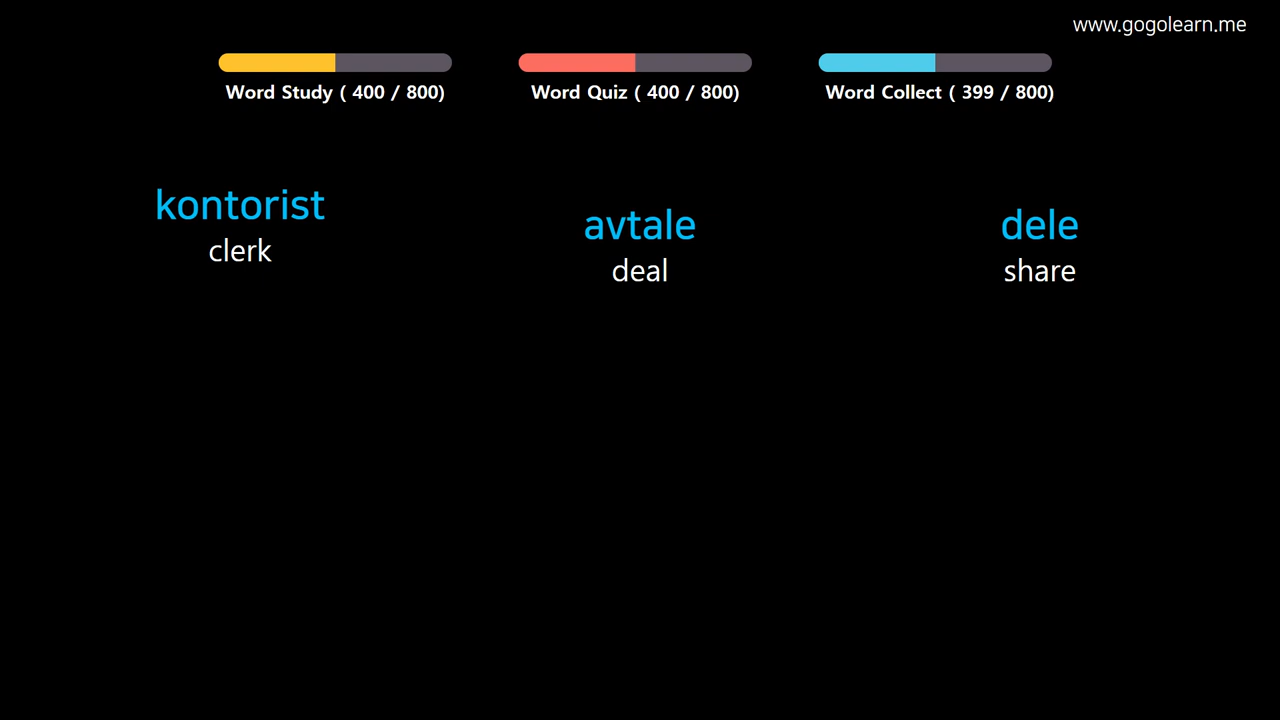 www.gogolearn.me
Word Study ( 400 / 800)
Word Quiz ( 400 / 800)
Word Collect ( 399 / 800)
kontorist
clerk
avtale
deal
dele
share